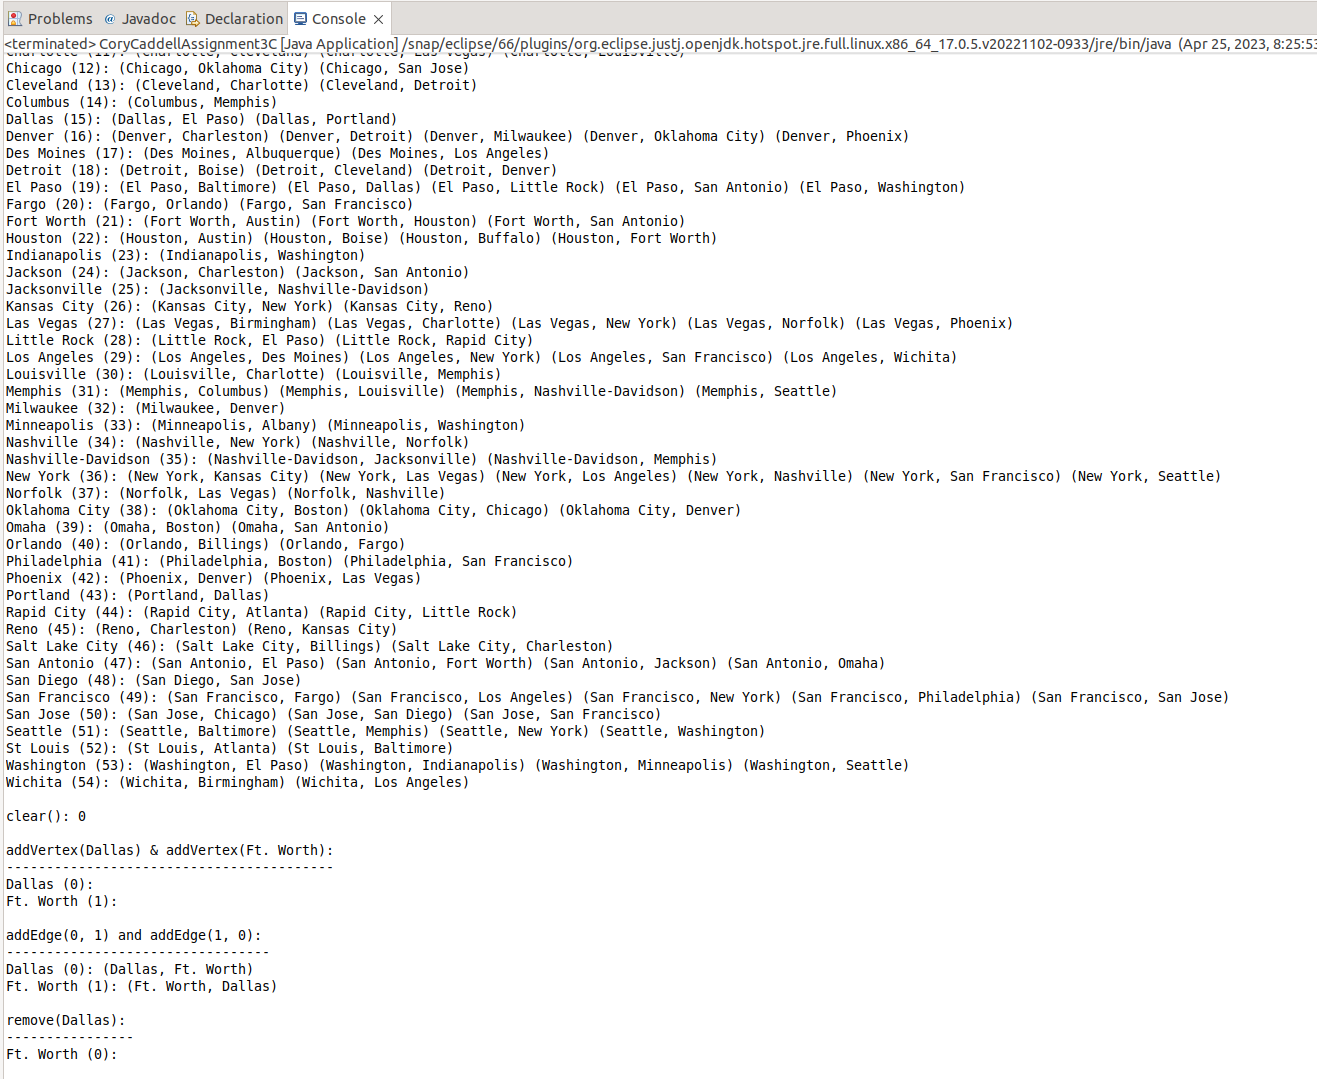 Problems @ Javadoc Declaration Console
<terminated> CoryCaddellAssignment3C [Java Application] /snap/eclipse/66/plugins/org.eclipse.justj.openjdk.hotspot.jre.full.linux.x86_64_17.0.5.v20221102-0933/jre/bin/java (Apr 25, 2023, 8:25:53
Charlotte (11): (Charlotte, Cleveland) (Charlotte, Las Vegas) (Charlotte, Louisville)
Chicago (12): (Chicago, Oklahoma City) (Chicago, San Jose)
Cleveland (13): (Cleveland, Charlotte) (Cleveland, Detroit)
Columbus (14): (Columbus, Memphis)
Dallas (15): (Dallas, El Paso) (Dallas, Portland)
Denver (16): (Denver, Charleston) (Denver, Detroit) (Denver, Milwaukee) (Denver, Oklahoma City) (Denver, Phoenix)
Des Moines (17): (Des Moines, Albuquerque) (Des Moines, Los Angeles)
Detroit (18): (Detroit, Boise) (Detroit, Cleveland) (Detroit, Denver)
El Paso (19): (El Paso, Baltimore) (El Paso, Dallas) (El Paso, Little Rock) (El Paso, San Antonio) (El Paso, Washington)
Fargo (20): (Fargo, Orlando) (Fargo, San Francisco)
Fort Worth (21): (Fort Worth, Austin) (Fort Worth, Houston) (Fort Worth, San Antonio)
Houston (22): (Houston, Austin) (Houston, Boise) (Houston, Buffalo) (Houston, Fort Worth)
Indianapolis (23): (Indianapolis, Washington)
Jackson (24): (Jackson, Charleston) (Jackson, San Antonio)
Jacksonville (25): (Jacksonville, Nashville-Davidson)
Kansas City (26): (Kansas City, New York) (Kansas City, Reno)
Las Vegas (27): (Las Vegas, Birmingham) (Las Vegas, Charlotte) (Las Vegas, New York) (Las Vegas, Norfolk) (Las Vegas, Phoenix)
Little Rock (28): (Little Rock, El Paso) (Little Rock, Rapid City)
Los Angeles (29): (Los Angeles, Des Moines) (Los Angeles, New York) (Los Angeles, San Francisco) (Los Angeles, Wichita)
Louisville (30): (Louisville, Charlotte) (Louisville, Memphis)
Memphis (31): (Memphis, Columbus) (Memphis, Louisville) (Memphis, Nashville-Davidson) (Memphis, Seattle)
Milwaukee (32): (Milwaukee, Denver)
Minneapolis (33): (Minneapolis, Albany) (Minneapolis, Washington)
Nashville (34): (Nashville, New York) (Nashville, Norfolk)
Nashville-Davidson (35): (Nashville-Davidson, Jacksonville) (Nashville-Davidson, Memphis)
New York (36): (New York, Kansas City) (New York, Las Vegas) (New York, Los Angeles) (New York, Nashville) (New York, San Francisco) (New York, Seattle)
Norfolk (37): (Norfolk, Las Vegas) (Norfolk, Nashville)
Oklahoma City (38): (Oklahoma City, Boston) (Oklahoma City, Chicago) (Oklahoma City, Denver)
Omaha (39): (Omaha, Boston) (Omaha, San Antonio)
Orlando (40): (Orlando, Billings) (Orlando, Fargo)
Philadelphia (41): (Philadelphia, Boston) (Philadelphia, San Francisco)
Phoenix (42): (Phoenix, Denver) (Phoenix, Las Vegas)
Portland (43): (Portland, Dallas)
Rapid City (44): (Rapid City, Atlanta) (Rapid City, Little Rock)
Reno (45): (Reno, Charleston) (Reno, Kansas City)
Salt Lake City (46): (Salt Lake City, Billings) (Salt Lake City, Charleston)
San Antonio (47): (San Antonio, El Paso) (San Antonio, Fort Worth) (San Antonio, Jackson) (San Antonio, Omaha)
San Diego (48): (San Diego, San Jose)
San Francisco (49): (San Francisco, Fargo) (San Francisco, Los Angeles) (San Francisco, New York) (San Francisco, Philadelphia) (San Francisco, San Jose)
San Jose (50): (San Jose, Chicago) (San Jose, San Diego) (San Jose, San Francisco)
Seattle (51): (Seattle, Baltimore) (Seattle, Memphis) (Seattle, New York) (Seattle, Washington)
St Louis (52): (St Louis, Atlanta) (St Louis, Baltimore)
Washington (53): (Washington, El Paso) (Washington, Indianapolis) (Washington, Minneapolis) (Washington, Seattle)
Wichita (54): (Wichita, Birmingham) (Wichita, Los Angeles)
clear(): 0
addVertex(Dallas) & addVertex(Ft. Worth):
-----------------------------------------
Dallas (0):
Ft. Worth (1):
addEdge(0, 1) and addEdge(1, 0):
---------------------------------
Dallas (0): (Dallas, Ft. Worth)
Ft. Worth (1): (Ft. Worth, Dallas)
remove(Dallas):
----------------
Ft. Worth (0):